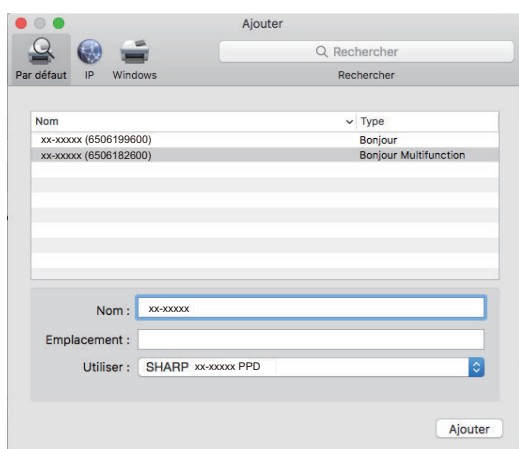 Ajouter
Rechercher
Par défaut IP Windows Rechercher
Nom Type
xx-xxxxx (6506199600) Bonjour
xx-xxxxx (6506182600) Bonjour Multifunction
Nom : xx-xxxxx
Emplacement :
Utiliser : SHARP xx-xxxxx PPD
Ajouter